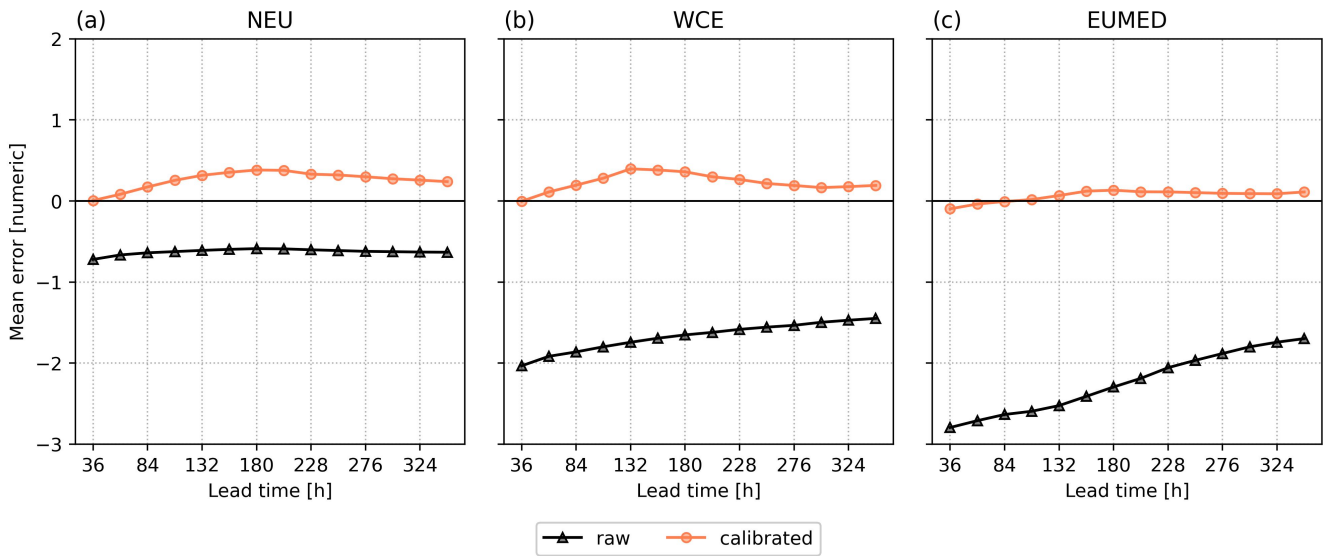 (a) NEU
(b) WCE
(c) EUMED
2
1
0
−1
−2
−3
Mean error [numeric]
36 84 132 180 228 276 324
36 84 132 180 228 276 324
36 84 132 180 228 276 324
Lead time [h]
Lead time [h]
Lead time [h]
raw calibrated